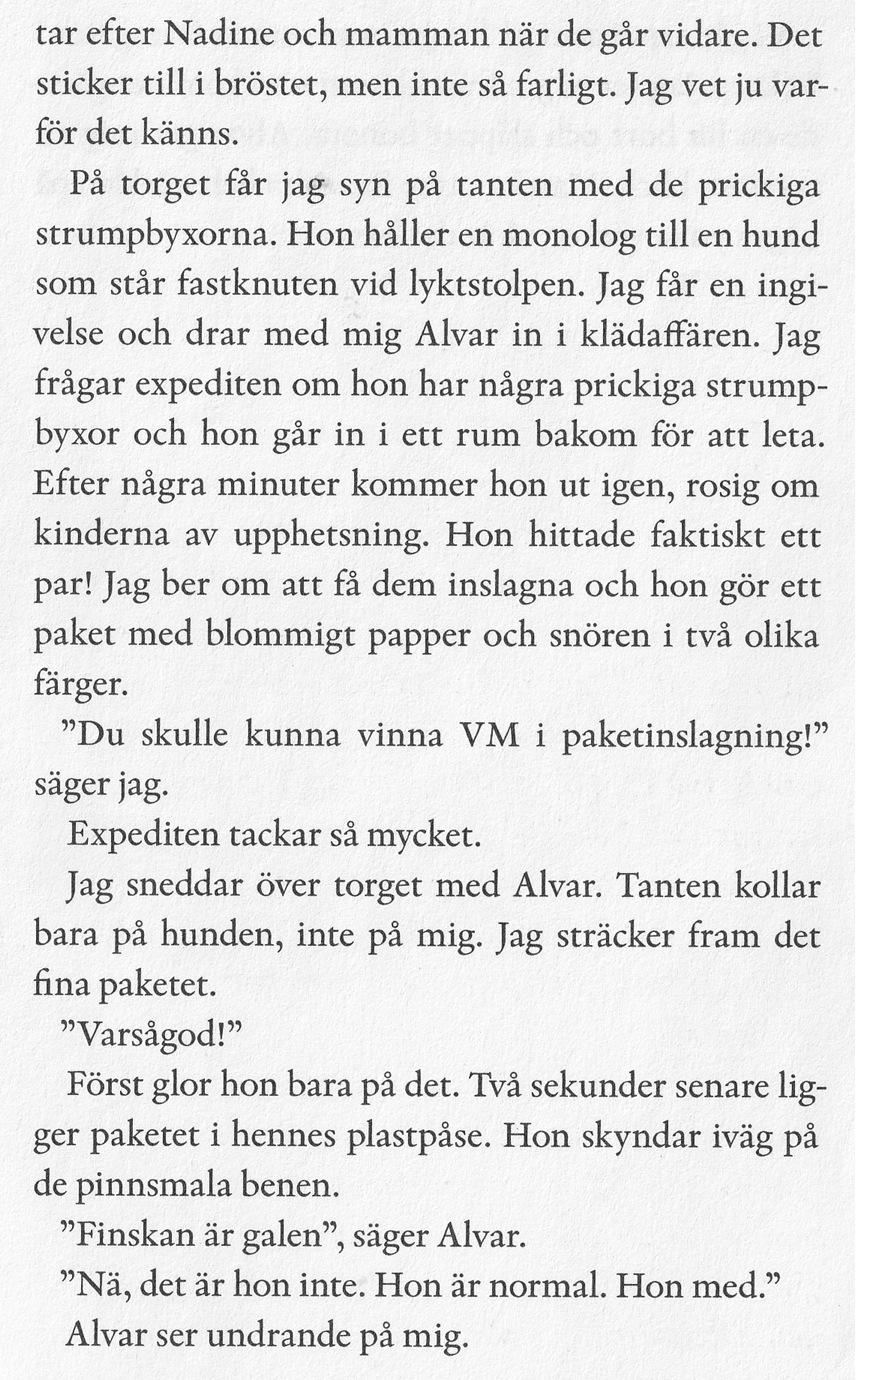 tar efter Nadine och mamman när de går vidare. Det
sticker till i bröstet, men inte så farligt. Jag vet ju var-
för det känns.
På torget får jag syn på tanten med de prickiga
strumpbyxorna. Hon håller en monolog till en hund
som står fastknuten vid lyktstolpen. Jag får en ingi-
velse och drar med mig Alvar in i klädaffären. Jag
frågar expediten om hon har några prickiga strump-
byxor och hon går in i ett rum bakom för att leta.
Efter några minuter kommer hon ut igen, rosig om
kinderna av upphetsning. Hon hittade faktiskt ett
par! Jag ber om att få dem inslagna och hon gör ett
paket med blommigt papper och snören i två olika
färger.
”Du skulle kunna vinna VM i paketinslagning!”
säger jag.
Expediten tackar så mycket.
Jag sneddar över torget med Alvar. Tanten kollar
bara på hunden, inte på mig. Jag sträcker fram det
fina paketet.
”Varsågod!”
Först glor hon bara på det. Två sekunder senare lig-
ger paketet i hennes plastpåse. Hon skyndar iväg på
de pinnsmala benen.
”Finskan är galen”, säger Alvar.
”Nä, det är hon inte. Hon är normal. Hon med.”
Alvar ser undrande på mig.